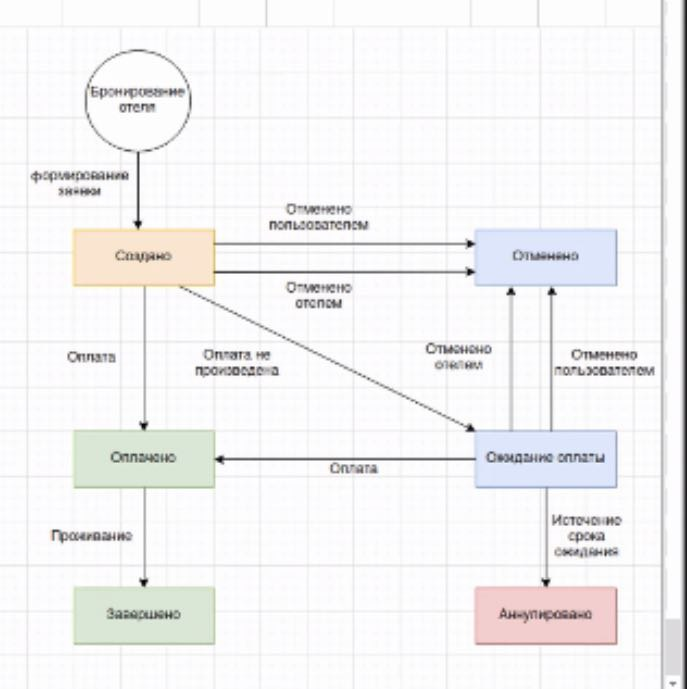 Бронирование
отеля
формирование
заявки
Отменено
пользователем
Создано
Отменено
Отменено
отелем
Оплата
Оплата не
произведена
Отменено
отелем
Отменено
пользователем
Оплачено
Ожидание оплаты
Оплата
Проживание
Истечение
срока
ожидания
Завершено
Аннулировано